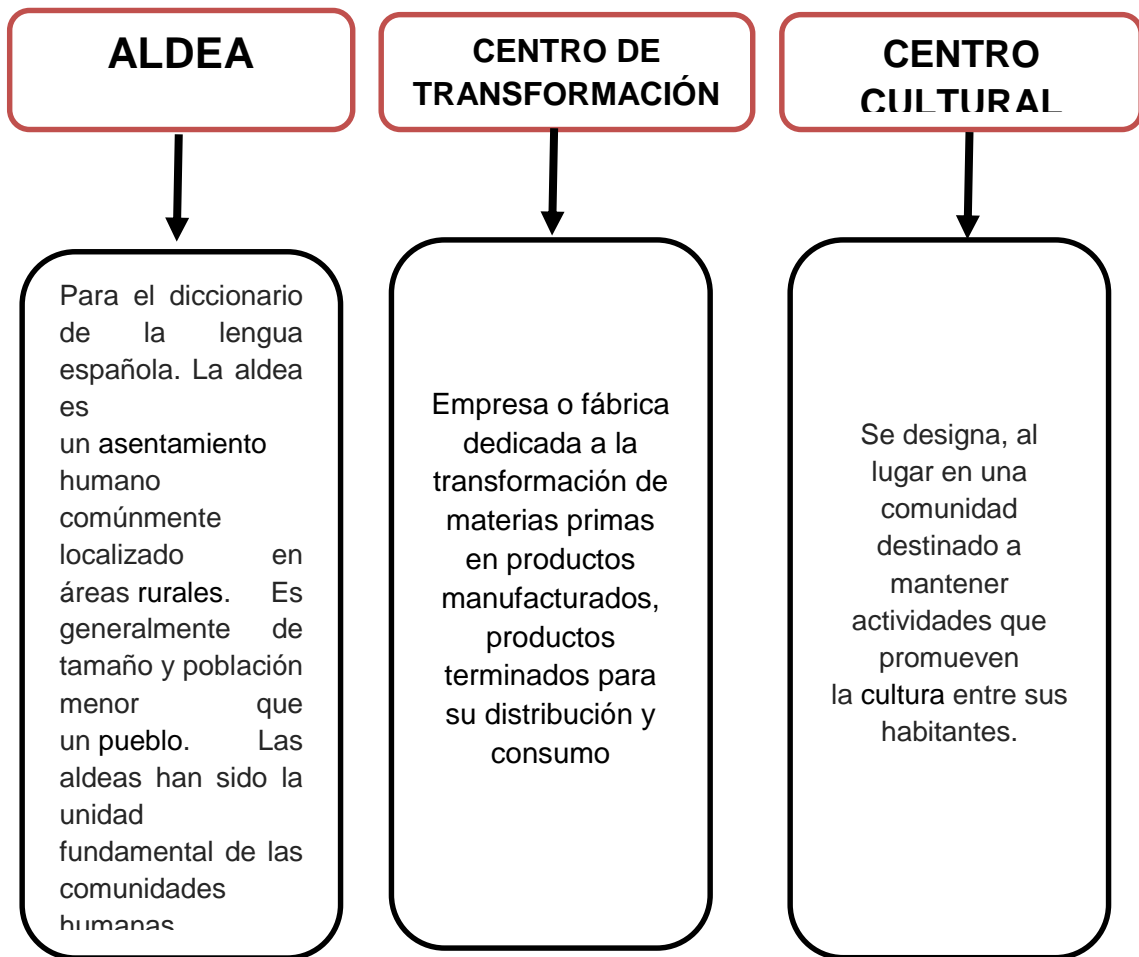 ALDEA
Para el diccionario
de la lengua
española. La aldea
es
un asentamiento
humano
comúnmente
localizado en
áreas rurales. Es
generalmente de
tamaño y población
menor que
un pueblo. Las
aldeas han sido la
unidad
fundamental de las
comunidades
humanas
CENTRO DE
TRANSFORMACIÓN
Empresa o fábrica
dedicada a la
transformación de
materias primas
en productos
manufacturados,
productos
terminados para
su distribución y
consumo
CENTRO
CULTURAL
Se designa, al
lugar en una
comunidad
destinado a
mantener
actividades que
promueven
la cultura entre sus
habitantes.